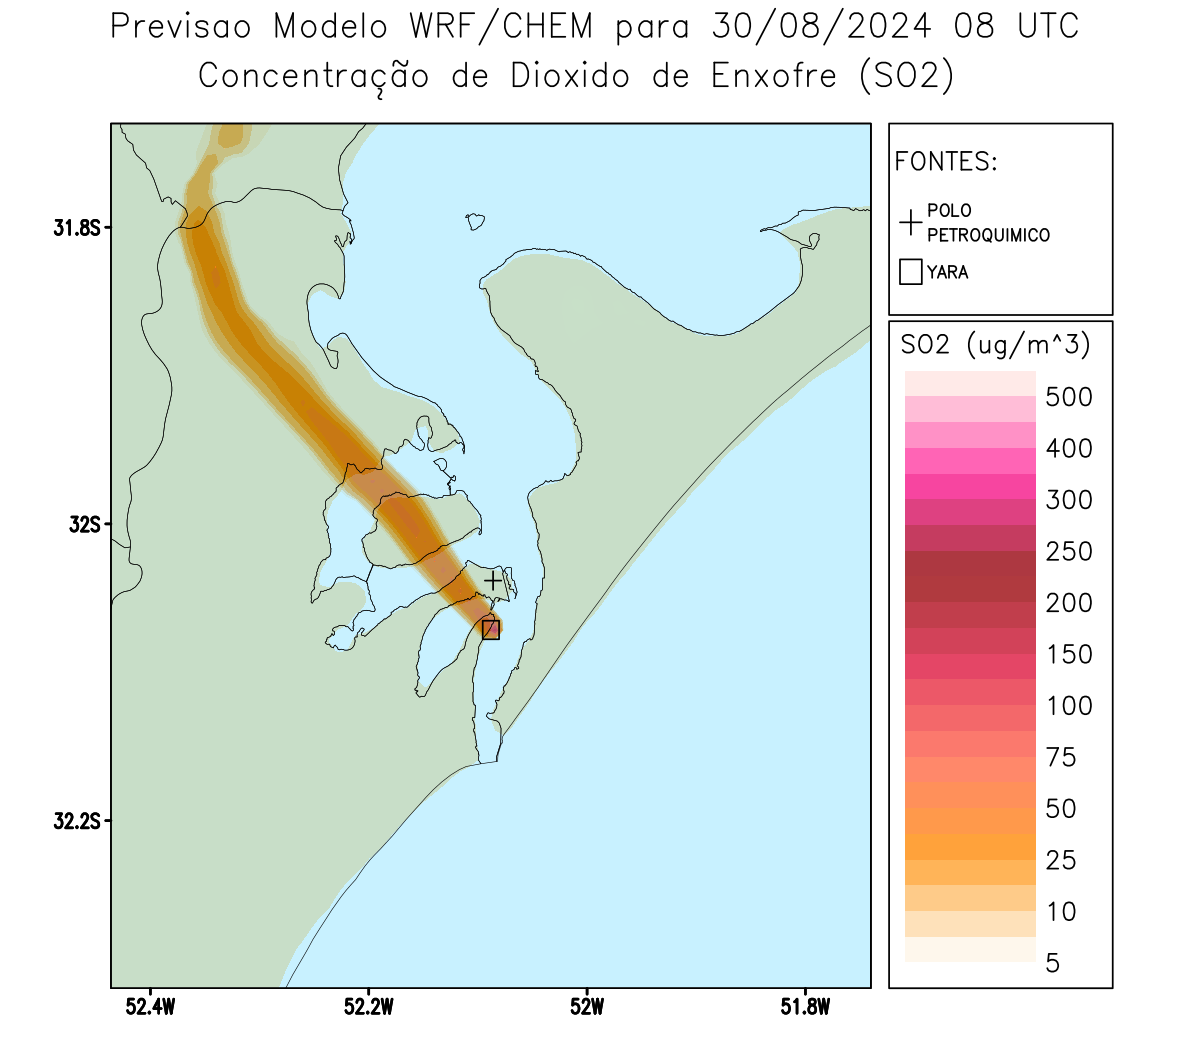 Previsao Modelo WRF/CHEM para 30/08/2024 08 UTC
Concentração de Dioxido de Enxofre (SO2)
FONTES:
POLO
PETROQUIMICO
YARA
SO2 (ug/m^3)
500
400
300
250
200
150
100
75
50
25
10
5
31.8S
32S
32.2S
52.4W
52.2W
52W
51.8W